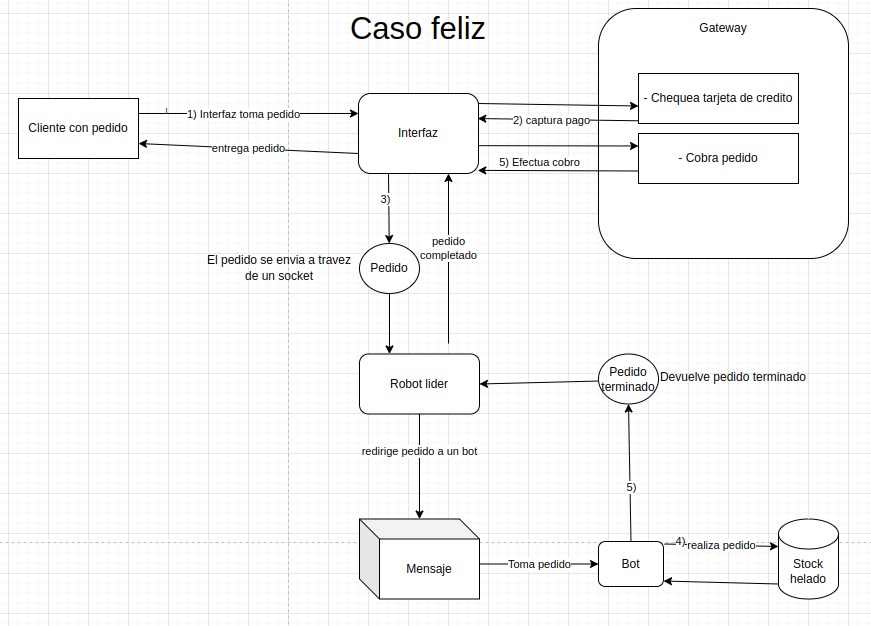 Caso feliz
Gateway
Cliente con pedido
1) Interfaz toma pedido
entrega pedido
Interfaz
- Chequea tarjeta de credito
2) captura pago
- Cobra pedido
5) Efectua cobro
3)
pedido
completado
El pedido se envia a travez
de un socket
Pedido
Robot lider
Pedido
terminado
Devuelve pedido terminado
redirige pedido a un bot
5)
Mensaje
Toma pedido
Bot
4)
realiza pedido
Stock
helado